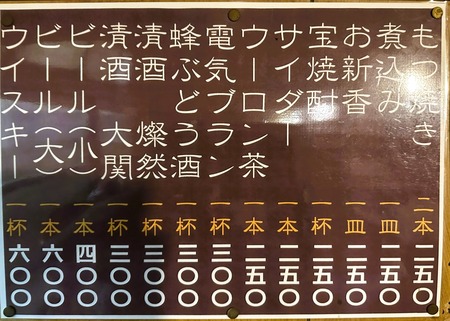 もつ焼き 二本 二五〇
煮込み 一皿 二五〇
お新香 一皿 二五〇
宝焼酎 一杯 二五〇
サイダー 一本 二五〇
ウーロン茶 一本 二五〇
電気ブラン 一杯 三〇〇
蜂ぶどう酒 一杯 三〇〇
清酒 燦然 一杯 三〇〇
清酒 大関 一杯 三〇〇
ビール(小) 一本 四〇〇
ビール(大) 一本 六〇〇
ウイスキー 一杯 六〇〇